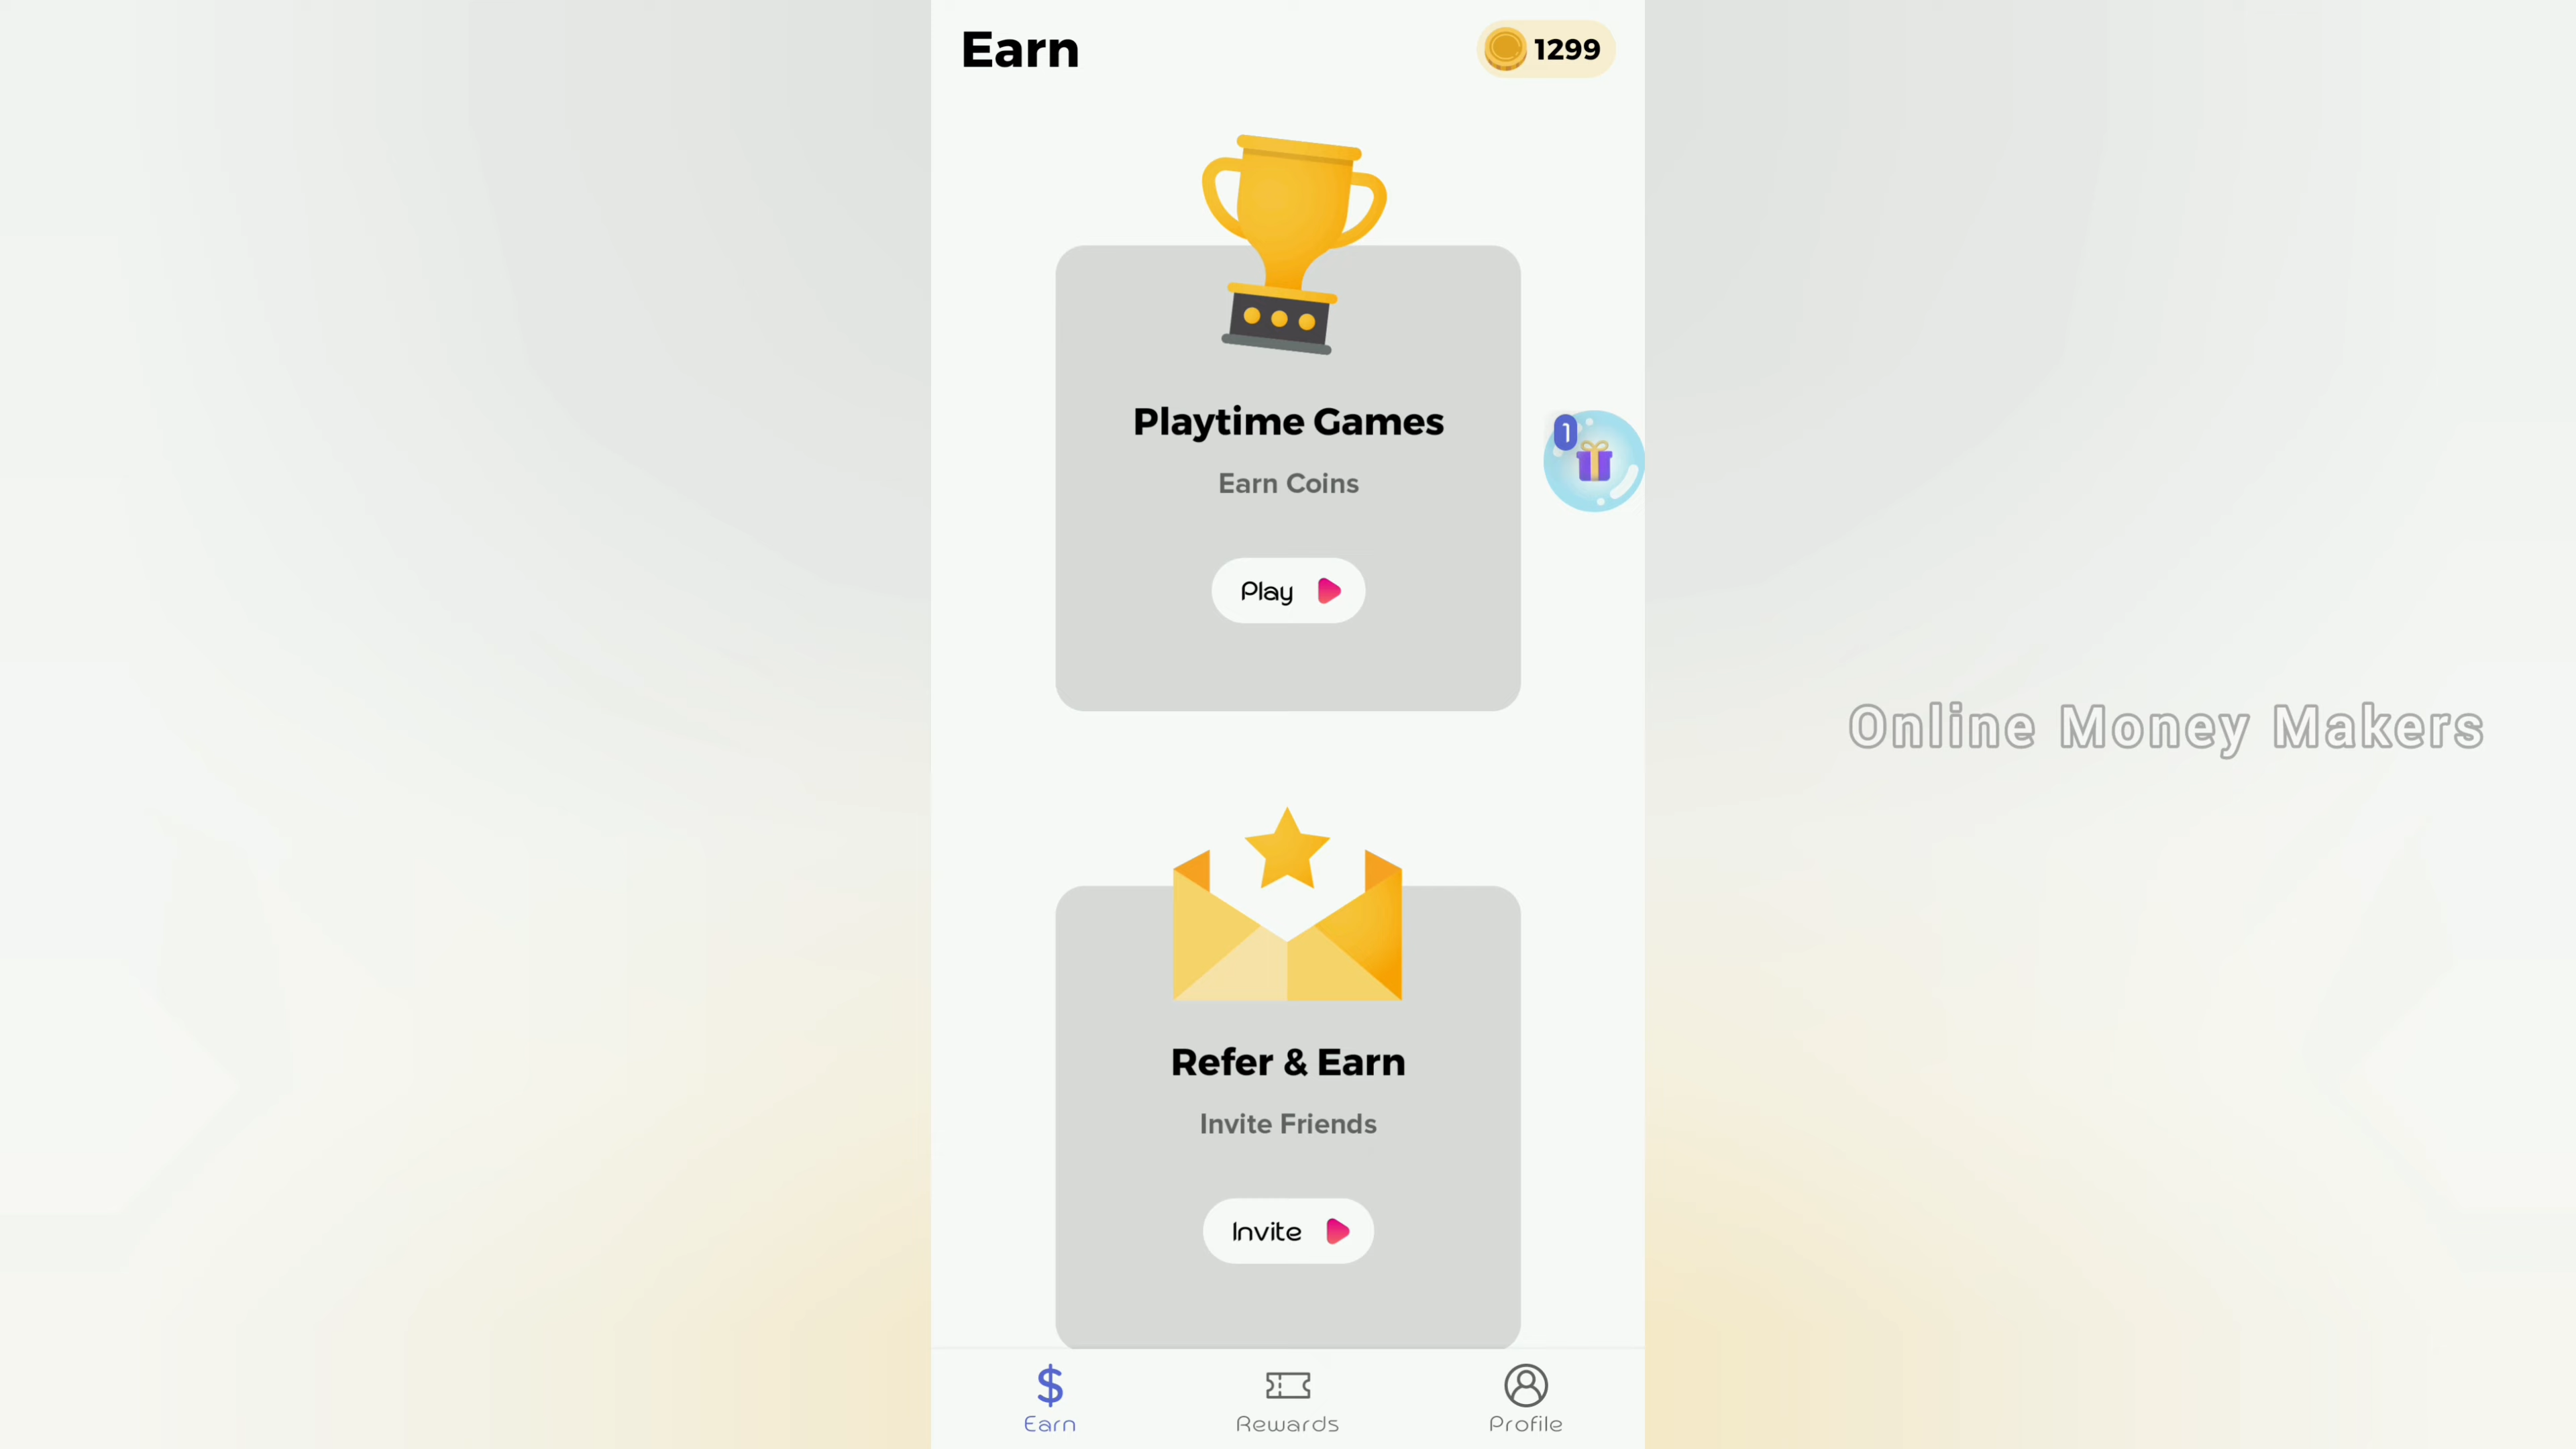 Earn
1299
Playtime Games
1
Earn Coins
Play
Online Money Makers
Refer & Earn
Invite Friends
Invite
Earn
Rewards
Profile